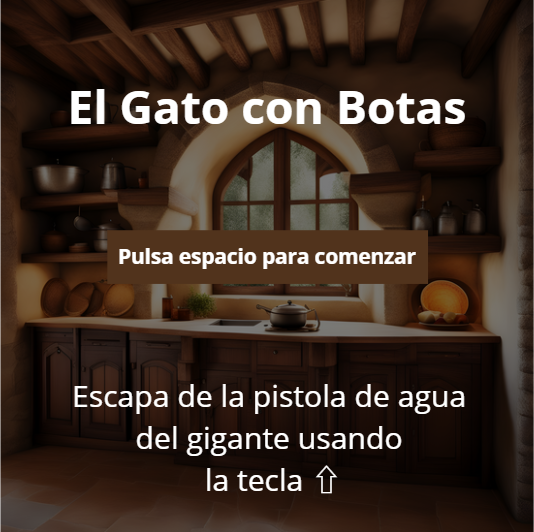 El Gato con Botas
Pulsa espacio para comenzar
Escapa de la pistola de agua
del gigante usando
la tecla ⇧